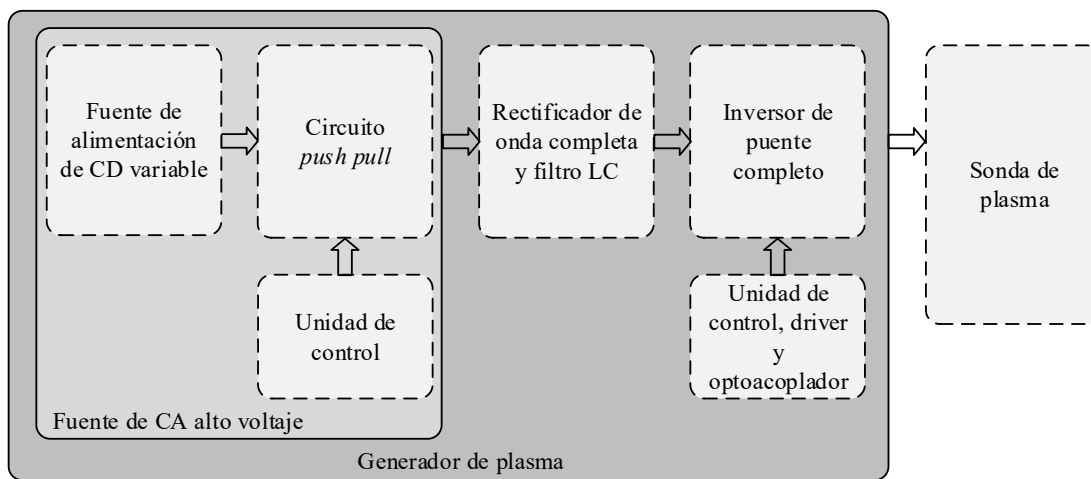 Fuente de
alimentación
de CD variable
Circuito
push pull
Rectificador de
onda completa
y filtro LC
Inversor de
puente
completo
Sonda de
plasma
Unidad de
control
Unidad de
control, driver
y
optoacoplador
Fuente de CA alto voltaje
Generador de plasma